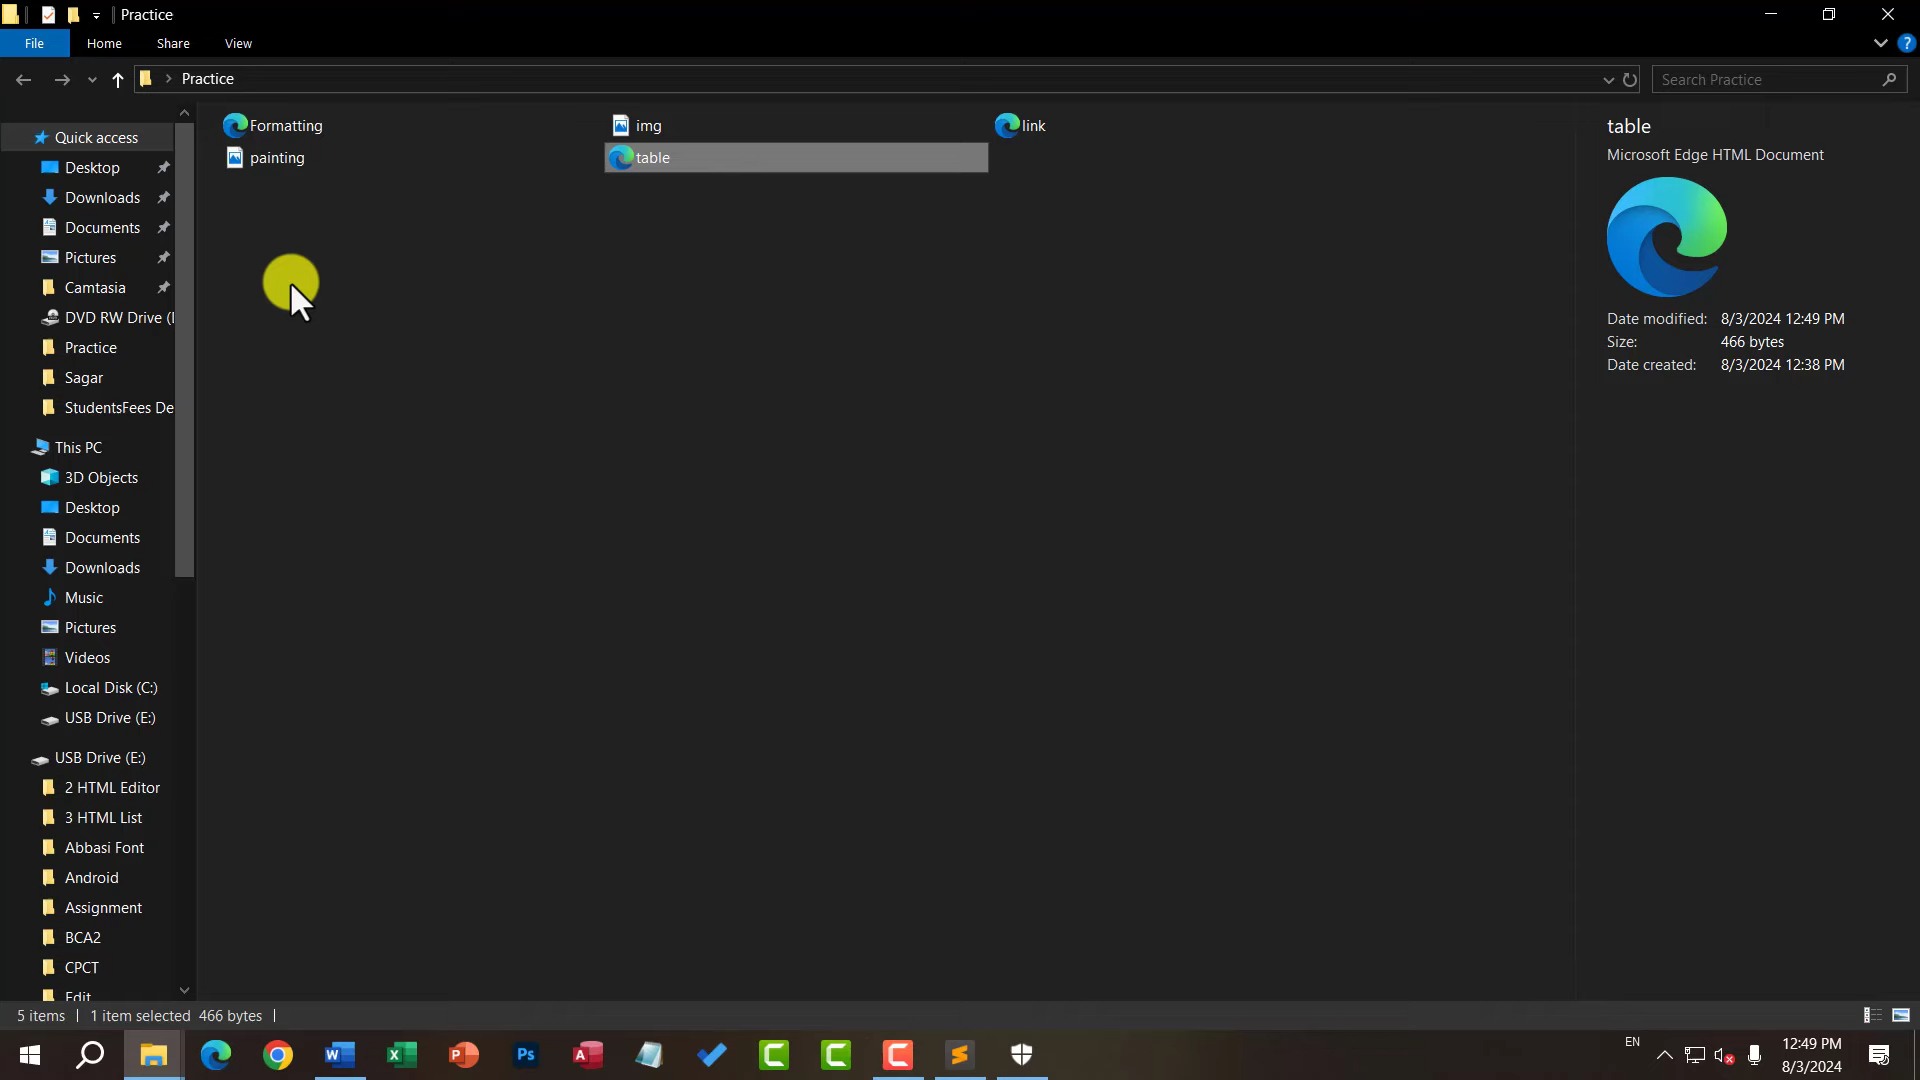 Practice
File Home Share View
Practice
Search Practice
Quick access
Desktop
Downloads
Documents
Pictures
Camtasia
DVD RW Drive (
Practice
Sagar
StudentsFees De
This PC
3D Objects
Desktop
Documents
Downloads
Music
Pictures
Videos
Local Disk (C:)
USB Drive (E:)
USB Drive (E:)
2 HTML Editor
3 HTML List
Abbasi Font
Android
Assignment
BCA2
CPCT
Edit
Formatting img link
painting table
table
Microsoft Edge HTML Document
Date modified: 8/3/2024 12:49 PM
Size: 466 bytes
Date created: 8/3/2024 12:38 PM
5 items 1 item selected 466 bytes
EN
12:49 PM
8/3/2024